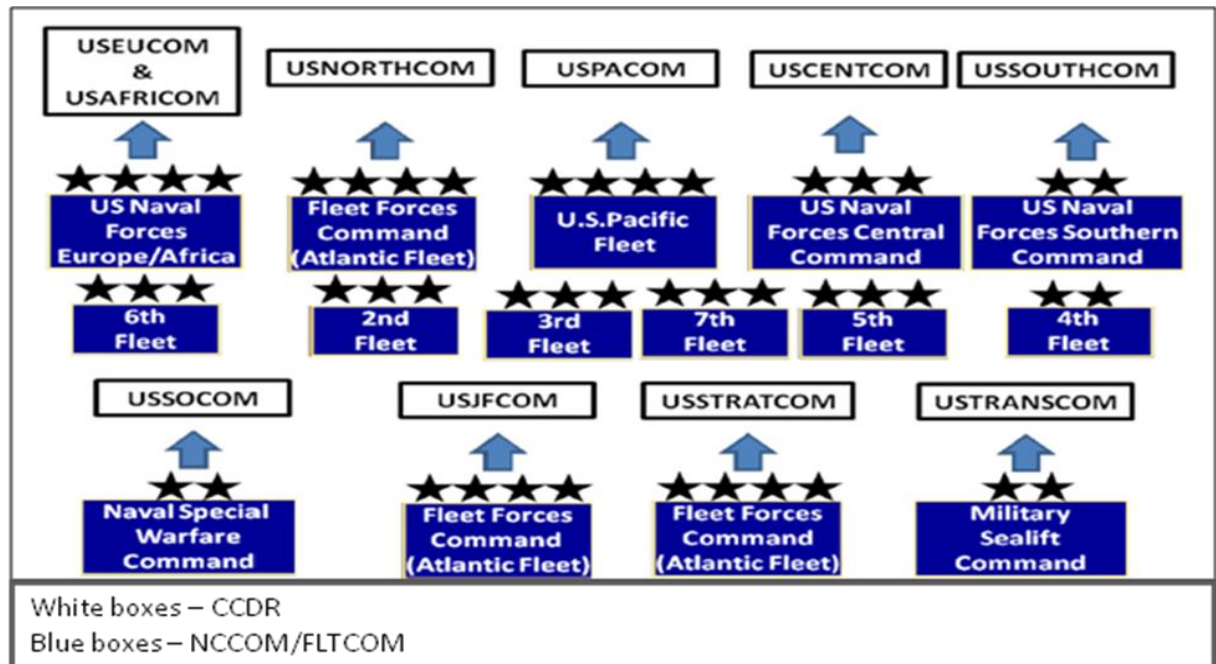 USEUCOM
&
USAFRICOM
USNORTHCOM
USPACOM
USCENTCOM
USSOUTHCOM
US Naval
Forces
Europe/Africa
Fleet Forces
Command
(Atlantic Fleet)
U.S.Pacific
Fleet
US Naval
Forces Central
Command
US Naval
Forces Southern
Command
6th
Fleet
2nd
Fleet
3rd
Fleet
7th
Fleet
5th
Fleet
4th
Fleet
USSOCOM
USJFCOM
USSTRATCOM
USTRANSCOM
Naval Special
Warfare
Command
Fleet Forces
Command
(Atlantic Fleet)
Fleet Forces
Command
(Atlantic Fleet)
Military
Sealift
Command
White boxes – CCDR
Blue boxes – NCCOM/FLTCOM